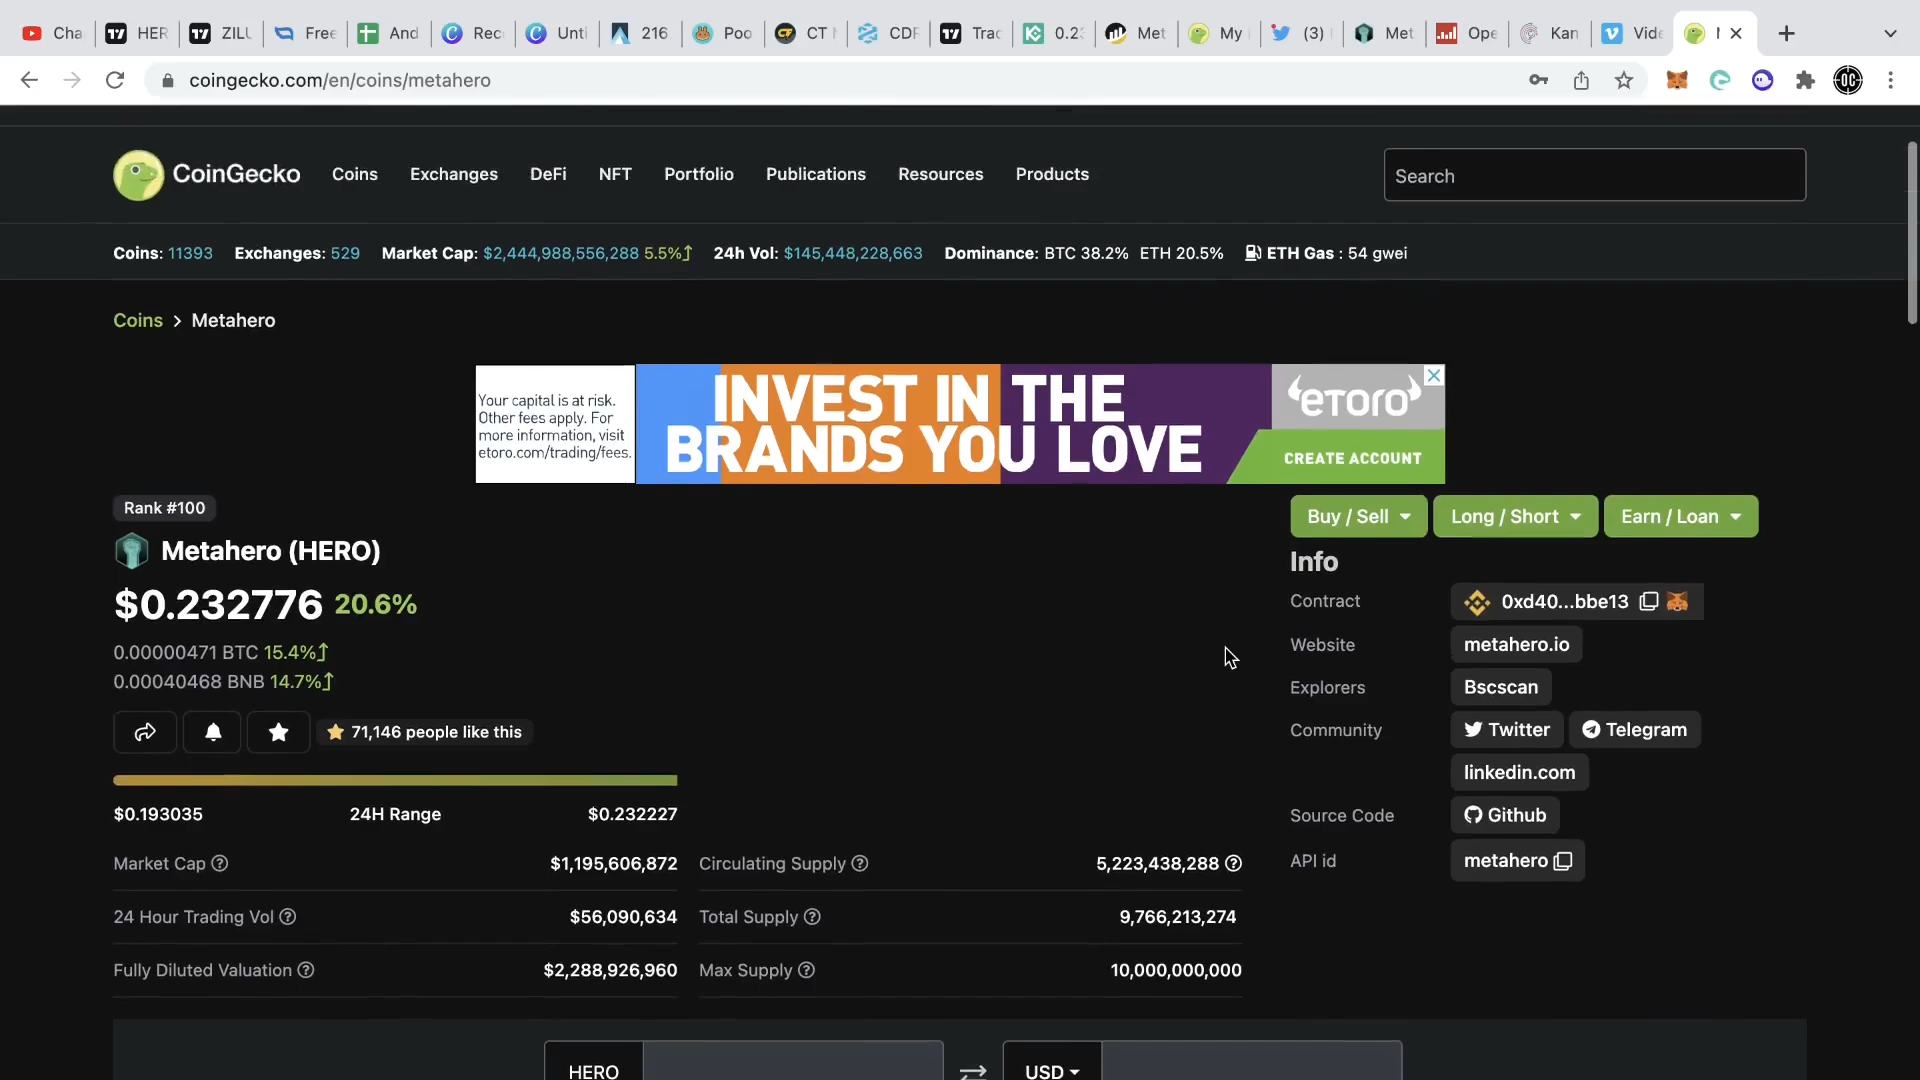 Cha
HER
ZILL
Free
And
Rec
Unti
216
Poo
CT
CDF
Trac
0.23
Met
My
(3)
Met
Ope
Kan
Vide
coingecko.com/en/coins/metahero
CoinGecko
Coins
Exchanges
DeFi
NFT
Portfolio
Publications
Resources
Products
Search
Coins: 11393 Exchanges: 529 Market Cap: $2,444,988,556,288 5.5% 24h Vol: $145,448,228,663 Dominance: BTC 38.2% ETH 20.5% ETH Gas : 54 gwei
Coins > Metahero
Your capital is at risk.
Other fees apply. For
more information, visit
etoro.com/trading/fees.
INVEST IN THE
BRANDS YOU LOVE
eTORO
CREATE ACCOUNT
Rank #100
Metahero (HERO)
$0.232776 20.6%
0.00000471 BTC 15.4%
0.00040468 BNB 14.7%
71,146 people like this
$0.193035 24H Range $0.232227
Market Cap $1,195,606,872
24 Hour Trading Vol $56,090,634
Fully Diluted Valuation $2,288,926,960
Circulating Supply 5,223,438,288
Total Supply 9,766,213,274
Max Supply 10,000,000,000
Buy / Sell
Long / Short
Earn / Loan
Info
Contract 0xd40...bbe13
Website metahero.io
Explorers Bscscan
Community Twitter Telegram
linkedin.com
Source Code Github
API id metahero
HERO
USD